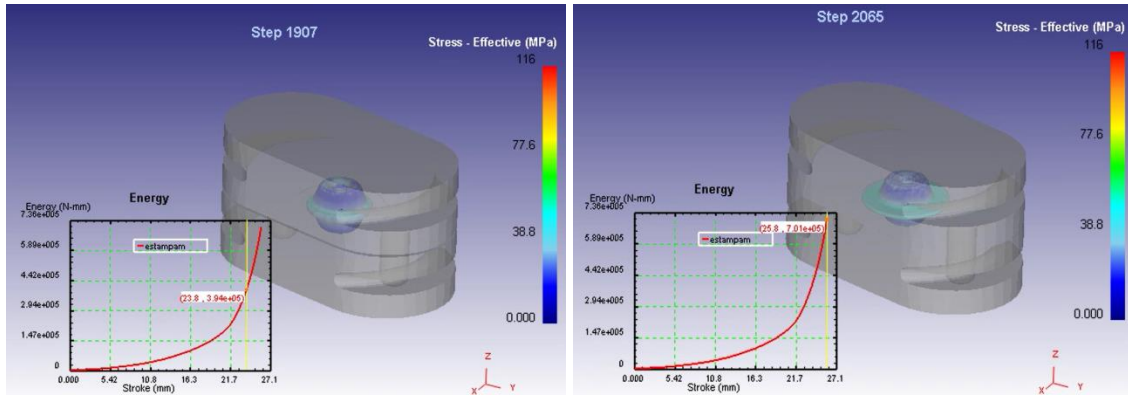 Step 1907
Stress - Effective (MPa)
116
77.6
38.8
0.000
Energy
Energy (N-mm)
7.36e+005
5.89e+005
4.42e+005
2.94e+005
1.47e+005
0
estampam
(23.8 , 3.94e+05)
0.000 5.42 10.8 16.3 21.7 27.1
Stroke (mm)
Z
X Y
Step 2065
Stress - Effective (MPa)
116
77.6
38.8
0.000
Energy
Energy (N-mm)
7.36e+005
5.89e+005
4.42e+005
2.94e+005
1.47e+005
0
estampam
(25.8 , 7.01e+05)
0.000 5.42 10.8 16.3 21.7 27.1
Stroke (mm)
Z
X Y